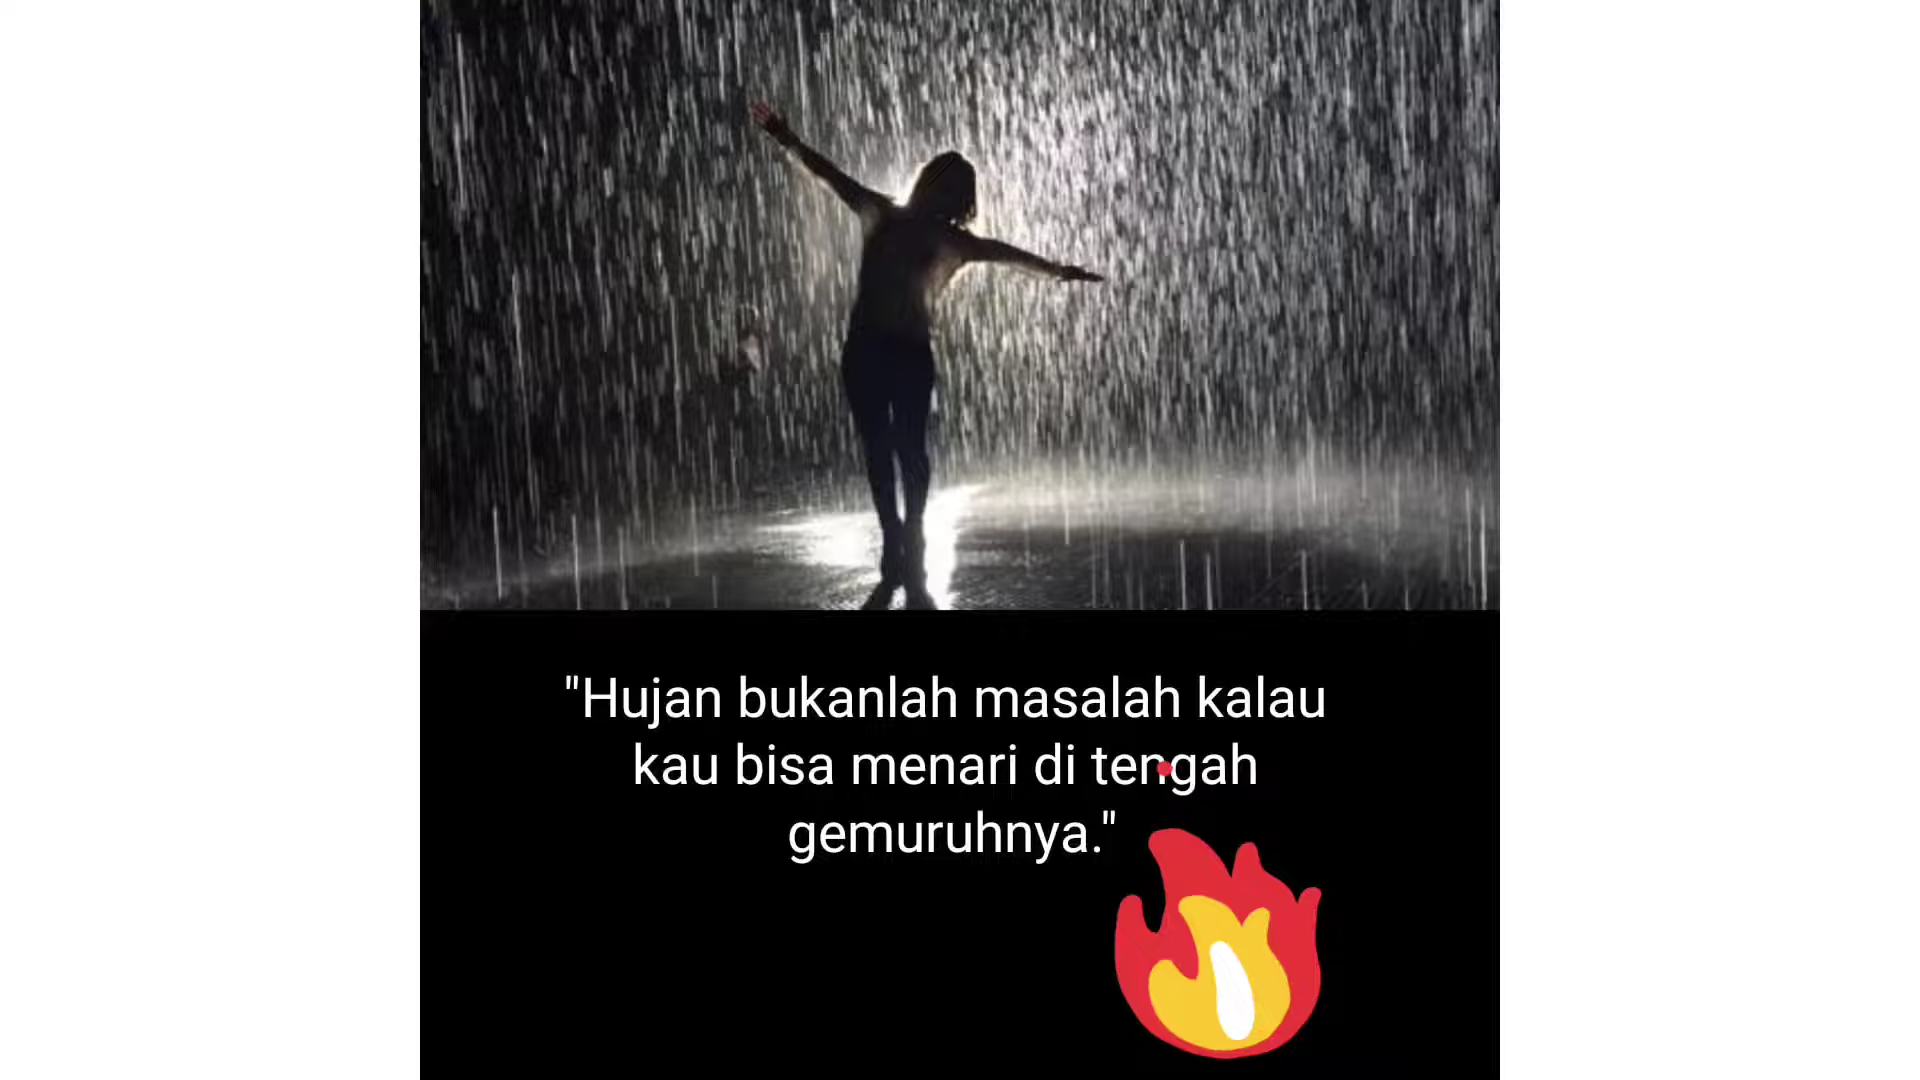 "Hujan bukanlah masalah kalau
kau bisa menari di tengah
gemuruhnya."